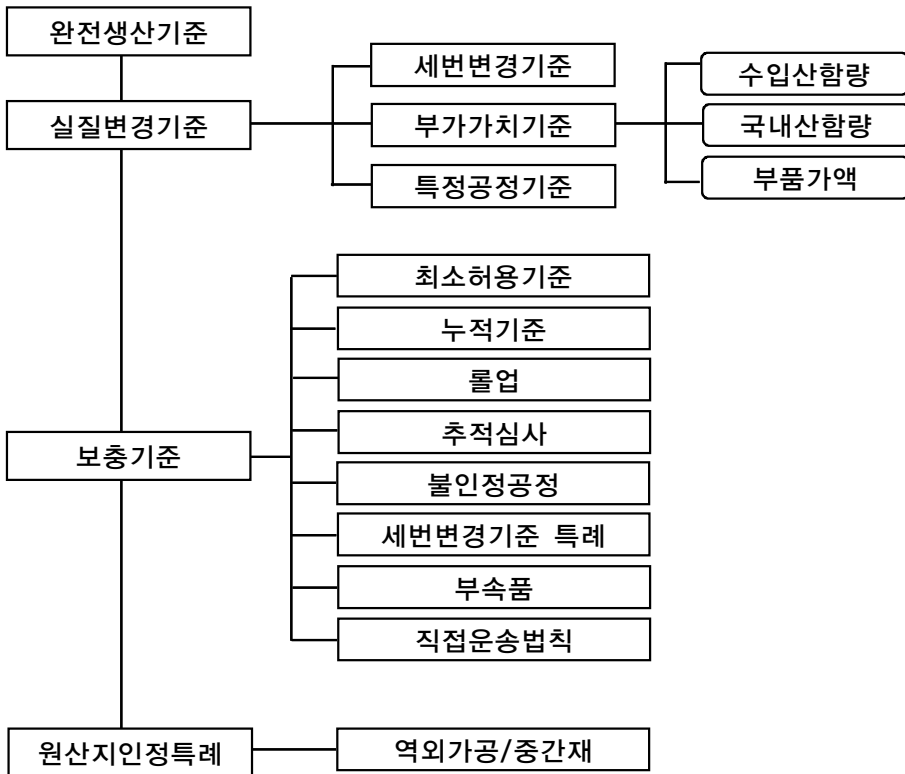 완전생산기준
실질변경기준
세번변경기준
부가가치기준
특정공정기준
수입산함량
국내산함량
부품가액
보충기준
최소허용기준
누적기준
롤업
추적심사
불인정공정
세번변경기준 특례
부속품
직접운송법칙
원산지인정특례
역외가공/중간재